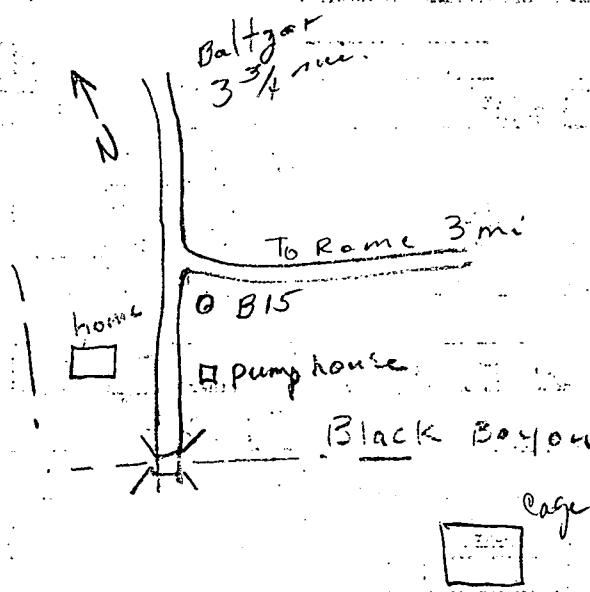 Baltzar
3 3/4 mi.
N
To Rome 3 mi
home
B15
pump house
Black Bayou
Cage